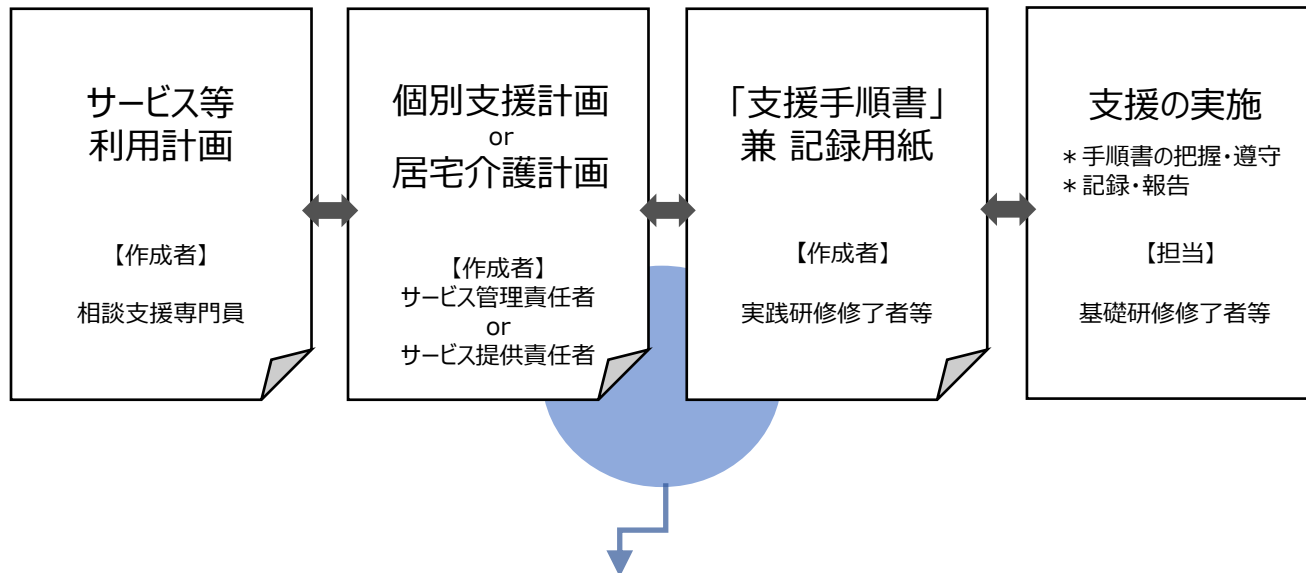 サービス等
利用計画
【作成者】
相談支援専門員
個別支援計画
or
居宅介護計画
【作成者】
サービス管理責任者
or
サービス提供責任者
「支援手順書」
兼 記録用紙
【作成者】
実践研修修了者等
支援の実施
＊手順書の把握・遵守
＊記録・報告
【担当】
基礎研修修了者等